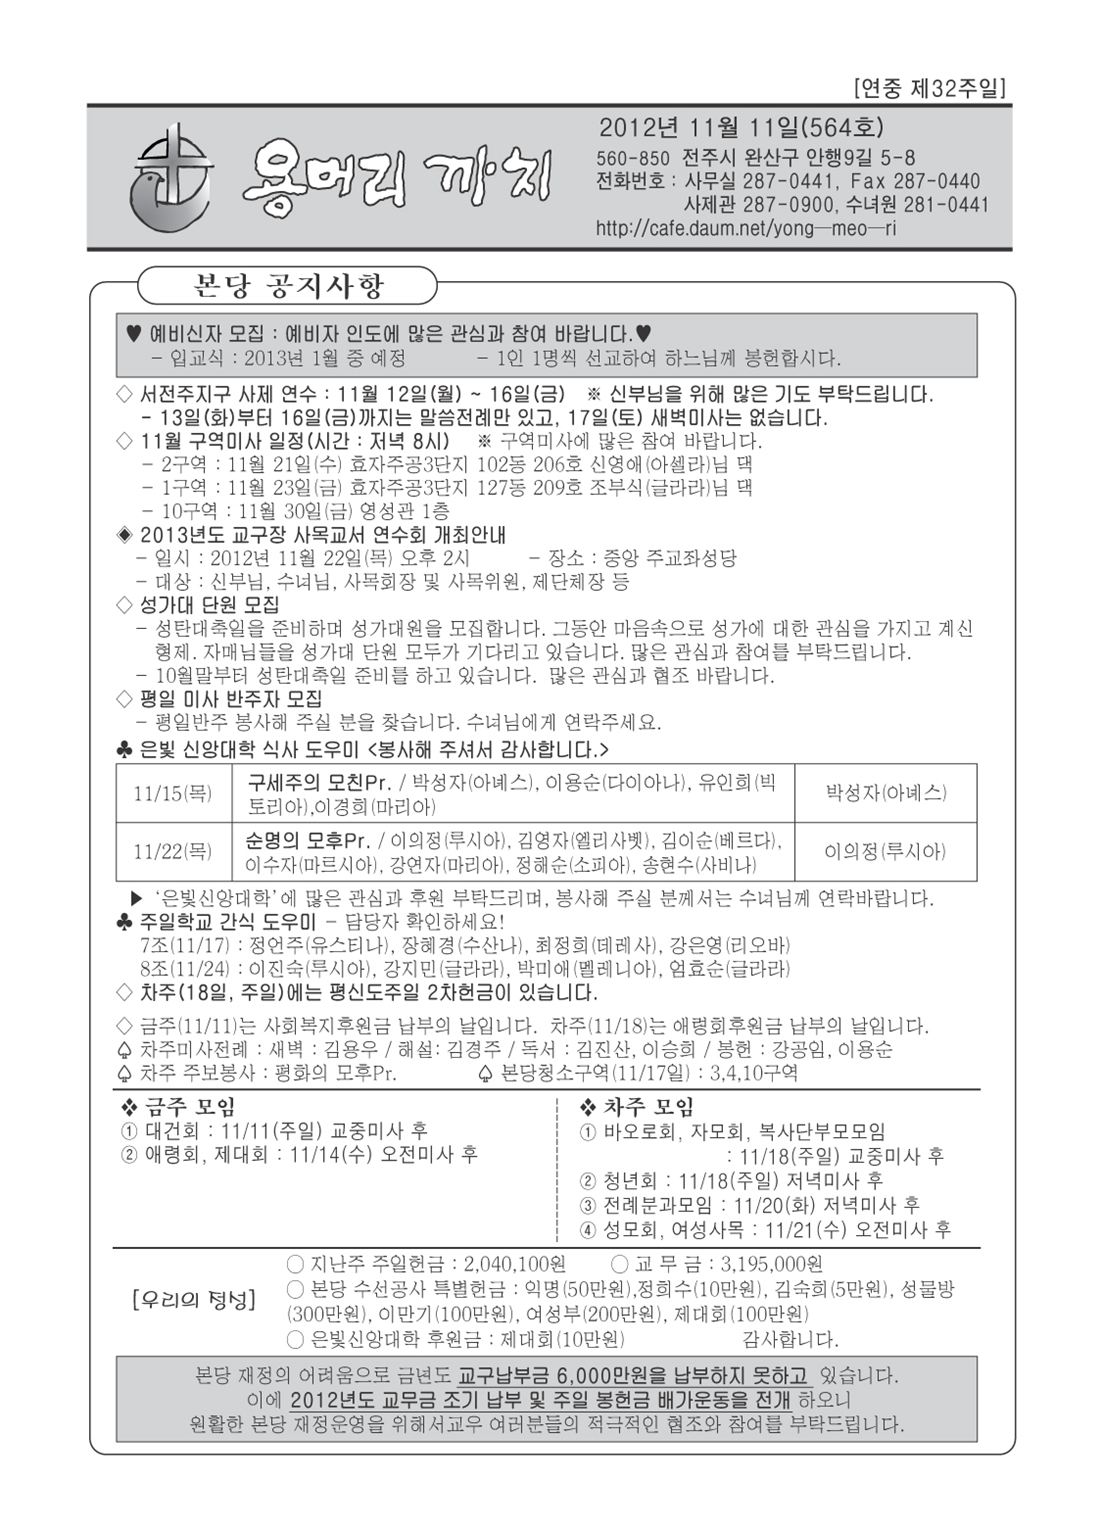 [연중 제32주일]
용머리 까치
2012년 11월 11일(564호)
560-850 전주시 완산구 안행9길 5-8
전화번호 : 사무실 287-0441, Fax 287-0440
사제관 287-0900, 수녀원 281-0441
http://cafe.daum.net/yong─meo─ri
본당 공지사항
♥ 예비신자 모집 : 예비자 인도에 많은 관심과 참여 바랍니다.♥
- 입교식 : 2013년 1월 중 예정 - 1인 1명씩 선교하여 하느님께 봉헌합시다.
◇ 서전주지구 사제 연수 : 11월 12일(월) ~ 16일(금) ※ 신부님을 위해 많은 기도 부탁드립니다.
- 13일(화)부터 16일(금)까지는 말씀전례만 있고, 17일(토) 새벽미사는 없습니다.
◇ 11월 구역미사 일정(시간 : 저녁 8시) ※ 구역미사에 많은 참여 바랍니다.
- 2구역 : 11월 21일(수) 효자주공3단지 102동 206호 신영애(아셀라)님 댁
- 1구역 : 11월 23일(금) 효자주공3단지 127동 209호 조부식(글라라)님 댁
- 10구역 : 11월 30일(금) 영성관 1층
◈ 2013년도 교구장 사목교서 연수회 개최안내
- 일시 : 2012년 11월 22일(목) 오후 2시 - 장소 : 중앙 주교좌성당
- 대상 : 신부님, 수녀님, 사목회장 및 사목위원, 제단체장 등
◇ 성가대 단원 모집
- 성탄대축일을 준비하며 성가대원을 모집합니다. 그동안 마음속으로 성가에 대한 관심을 가지고 계신
형제. 자매님들을 성가대 단원 모두가 기다리고 있습니다. 많은 관심과 참여를 부탁드립니다.
- 10월말부터 성탄대축일 준비를 하고 있습니다. 많은 관심과 협조 바랍니다.
◇ 평일 미사 반주자 모집
- 평일반주 봉사해 주실 분을 찾습니다. 수녀님에게 연락주세요.
♣ 은빛 신앙대학 식사 도우미 <봉사해 주셔서 감사합니다.>
11/15(목) 구세주의 모친Pr. / 박성자(아녜스), 이용순(다이아나), 유인희(빅 박성자(아녜스)
토리아),이경희(마리아)
11/22(목) 순명의 모후Pr. / 이의정(루시아), 김영자(엘리사벳), 김이순(베르다), 이의정(루시아)
이수자(마르시아), 강연자(마리아), 정해순(소피아), 송현수(사비나)
▶ '은빛신앙대학'에 많은 관심과 후원 부탁드리며, 봉사해 주실 분께서는 수녀님께 연락바랍니다.
♣ 주일학교 간식 도우미 - 담당자 확인하세요!
7조(11/17) : 정언주(유스티나), 장혜경(수산나), 최정희(데레사), 강은영(리오바)
8조(11/24) : 이진숙(루시아), 강지민(글라라), 박미애(멜레니아), 엄효순(글라라)
◇ 차주(18일, 주일)에는 평신도주일 2차헌금이 있습니다.
◇ 금주(11/11)는 사회복지후원금 납부의 날입니다. 차주(11/18)는 애령회후원금 납부의 날입니다.
♤ 차주미사전례 : 새벽 : 김용우 / 해설: 김경주 / 독서 : 김진산, 이승희 / 봉헌 : 강공임, 이용순
♤ 차주 주보봉사 : 평화의 모후Pr. ♤ 본당청소구역(11/17일) : 3,4,10구역
❖ 금주 모임
① 대건회 : 11/11(주일) 교중미사 후
② 애령회, 제대회 : 11/14(수) 오전미사 후
❖ 차주 모임
① 바오로회, 자모회, 복사단부모모임
: 11/18(주일) 교중미사 후
② 청년회 : 11/18(주일) 저녁미사 후
③ 전례분과모임 : 11/20(화) 저녁미사 후
④ 성모회, 여성사목 : 11/21(수) 오전미사 후
[우리의 정성]
○ 지난주 주일헌금 : 2,040,100원 ○ 교 무 금 : 3,195,000원
○ 본당 수선공사 특별헌금 : 익명(50만원),정희수(10만원), 김숙희(5만원), 성물방
(300만원), 이만기(100만원), 여성부(200만원), 제대회(100만원)
○ 은빛신앙대학 후원금 : 제대회(10만원) 감사합니다.
본당 재정의 어려움으로 금년도 교구납부금 6,000만원을 납부하지 못하고 있습니다.
이에 2012년도 교무금 조기 납부 및 주일 봉헌금 배가운동을 전개 하오니
원활한 본당 재정운영을 위해서교우 여러분들의 적극적인 협조와 참여를 부탁드립니다.